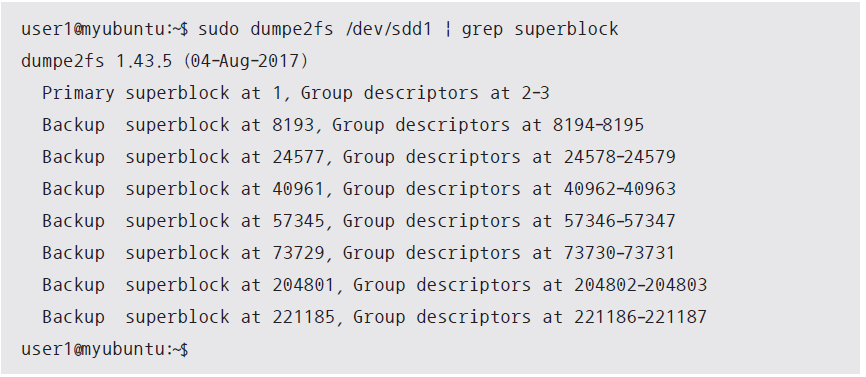 user1@myubuntu:~$ sudo dumpe2fs /dev/sdd1 | grep superblock
dumpe2fs 1.43.5 (04-Aug-2017)
  Primary superblock at 1, Group descriptors at 2-3
  Backup  superblock at 8193, Group descriptors at 8194-8195
  Backup  superblock at 24577, Group descriptors at 24578-24579
  Backup  superblock at 40961, Group descriptors at 40962-40963
  Backup  superblock at 57345, Group descriptors at 57346-57347
  Backup  superblock at 73729, Group descriptors at 73730-73731
  Backup  superblock at 204801, Group descriptors at 204802-204803
  Backup  superblock at 221185, Group descriptors at 221186-221187
user1@myubuntu:~$